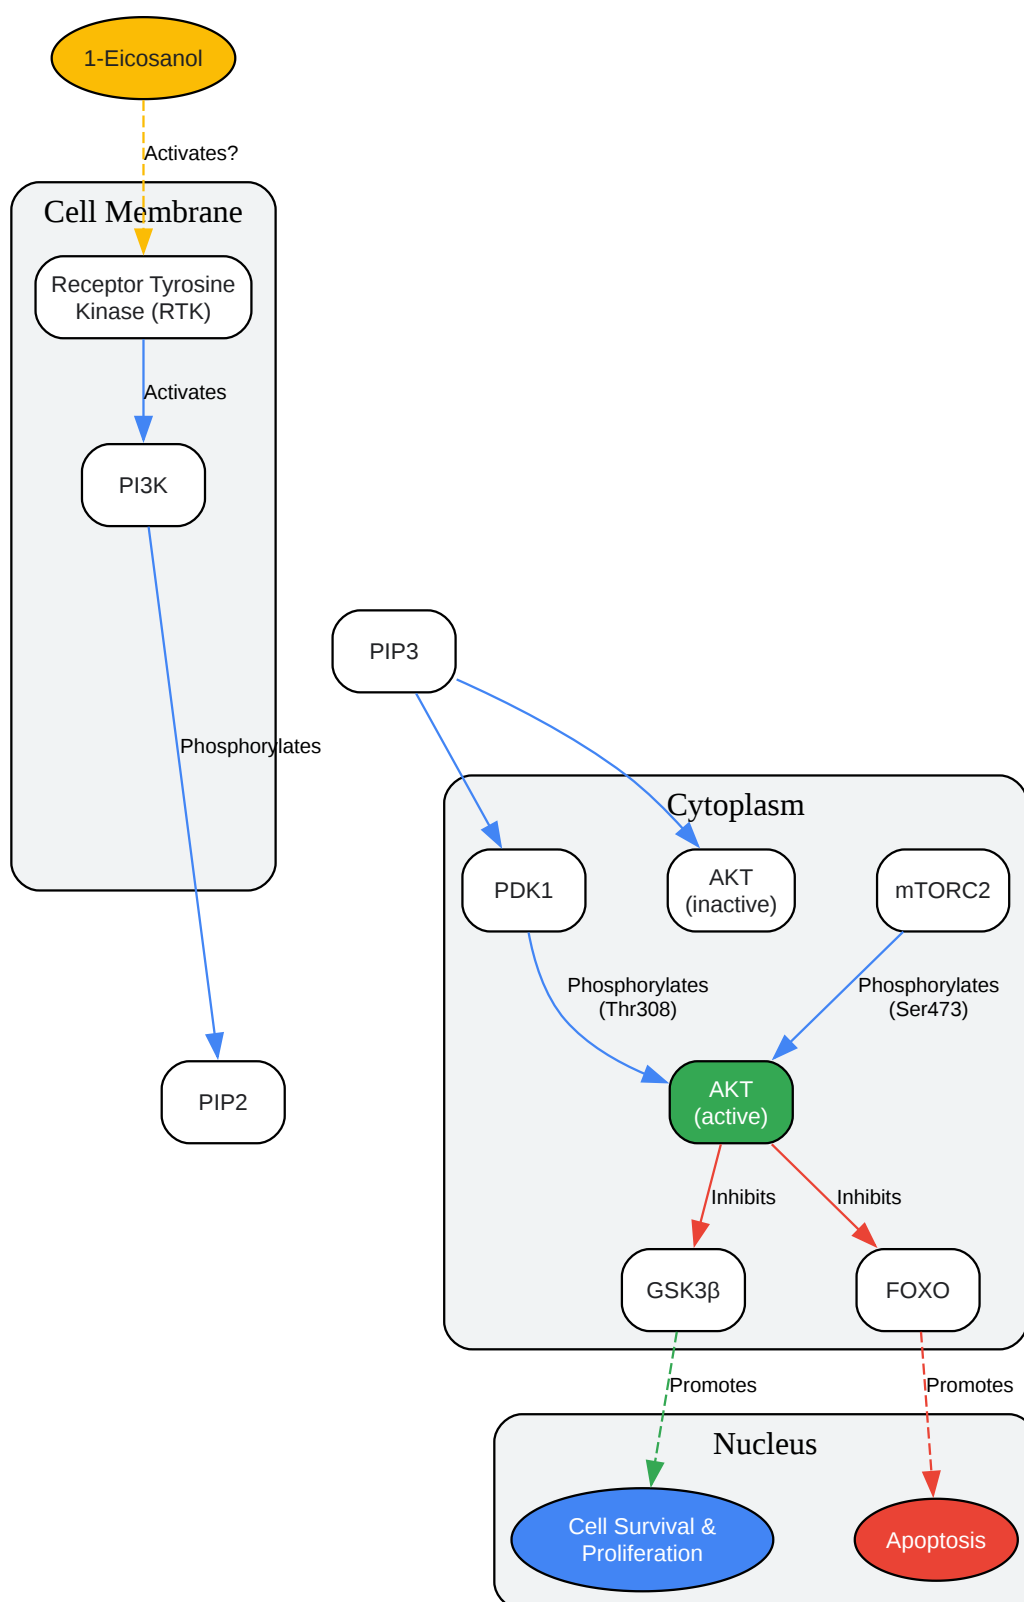 1-Eicosanol
Activates?
Cell Membrane
Receptor Tyrosine
Kinase (RTK)
Activates
PI3K
PIP3
Phosphorylates
Cytoplasm
PDK1
AKT
(inactive)
mTORC2
Phosphorylates
(Thr308)
Phosphorylates
(Ser473)
PIP2
AKT
(active)
Inhibits
Inhibits
GSK3β
FOXO
Promotes
Promotes
Nucleus
Cell Survival &
Proliferation
Apoptosis